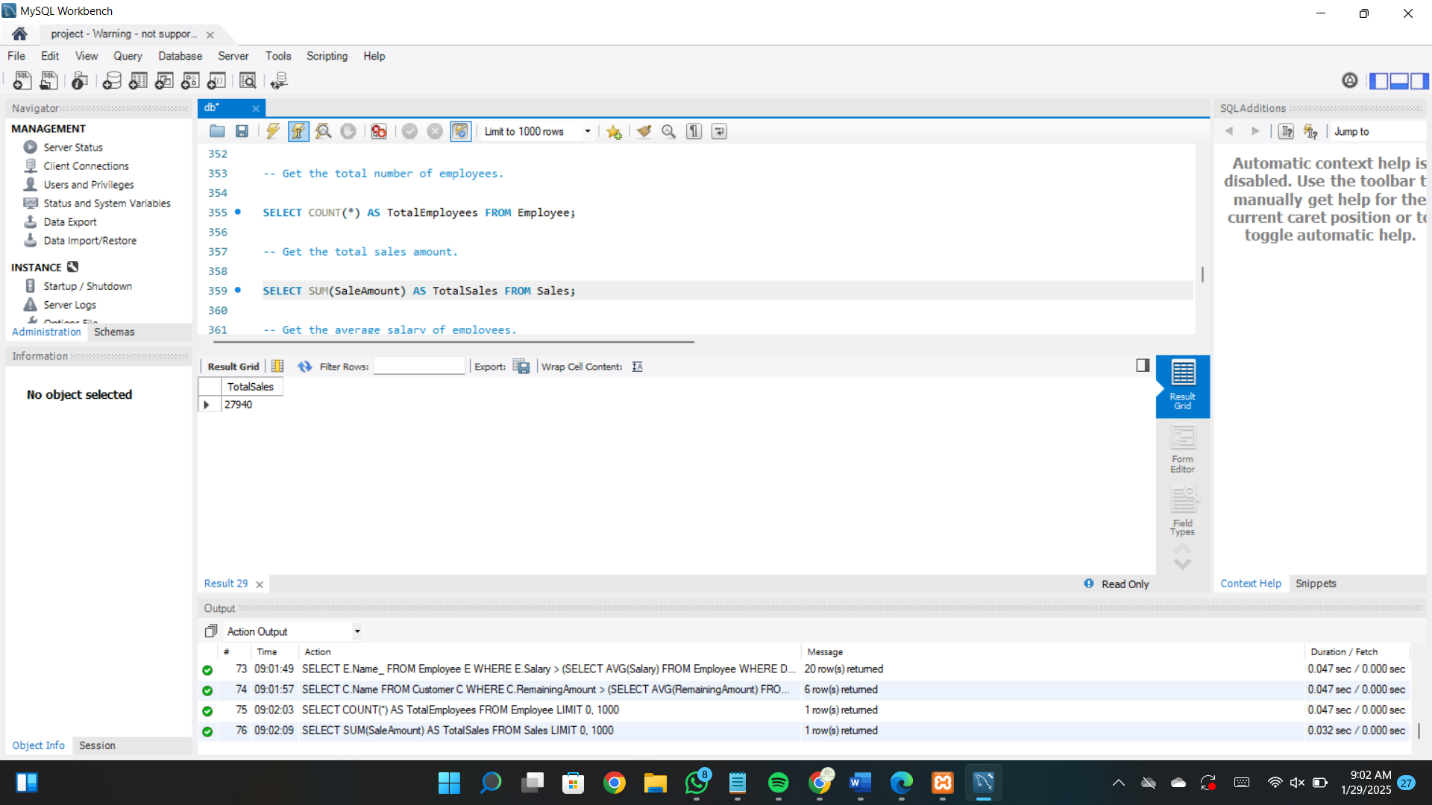 MySQL Workbench
project - Warning - not suppor...
File Edit View Query Database Server Tools Scripting Help
Navigator
MANAGEMENT
Server Status
Client Connections
Users and Privileges
Status and System Variables
Data Export
Data Import/Restore
INSTANCE
Startup / Shutdown
Server Logs
Options File
Administration Schemas
Information
No object selected
Object Info Session
db*
Limit to 1000 rows
352
353 -- Get the total number of employees.
354
355 SELECT COUNT(*) AS TotalEmployees FROM Employee;
356
357 -- Get the total sales amount.
358
359 SELECT SUM(SaleAmount) AS TotalSales FROM Sales;
360
361 -- Get the average salary of employees.
Result Grid Filter Rows: Export: Wrap Cell Content:
TotalSales
27940
Result Grid
Form Editor
Field Types
Result 29 Read Only
SQLAdditions
Jump to
Automatic context help is
disabled. Use the toolbar t
manually get help for the
current caret position or to
toggle automatic help.
Context Help Snippets
Output
Action Output
# Time Action Message Duration / Fetch
73 09:01:49 SELECT E.Name_ FROM Employee E WHERE E.Salary > (SELECT AVG(Salary) FROM Employee WHERE D... 20 row(s) returned 0.047 sec / 0.000 sec
74 09:01:57 SELECT C.Name FROM Customer C WHERE C.RemainingAmount > (SELECT AVG(RemainingAmount) FRO... 6 row(s) returned 0.047 sec / 0.000 sec
75 09:02:03 SELECT COUNT(*) AS TotalEmployees FROM Employee LIMIT 0, 1000 1 row(s) returned 0.047 sec / 0.000 sec
76 09:02:09 SELECT SUM(SaleAmount) AS TotalSales FROM Sales LIMIT 0, 1000 1 row(s) returned 0.032 sec / 0.000 sec
8
9:02 AM
1/29/2025
27